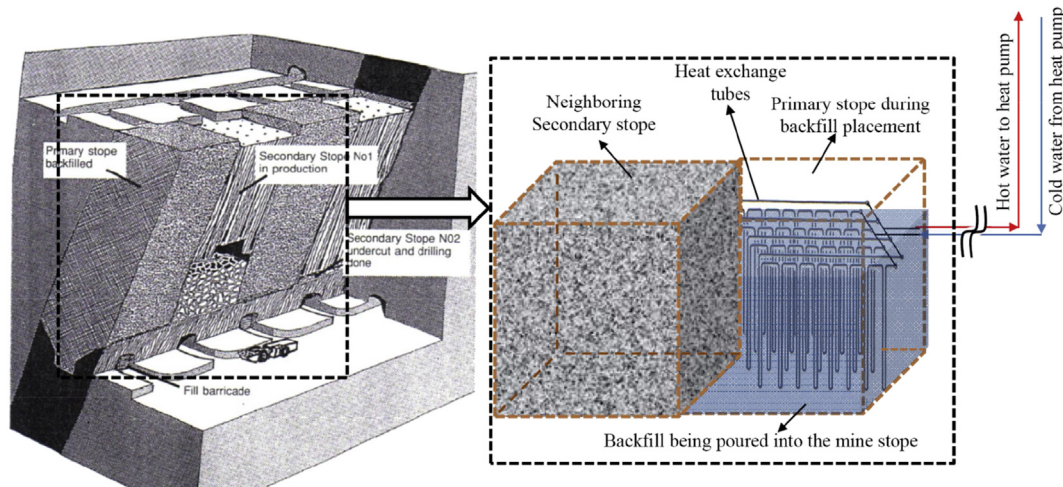 Primary stope
backfilled
Secondary Stope No1
in production
Secondary Stope N02
undercut and drilling
done
Fill barricade
Neighboring
Secondary stope
Heat exchange
tubes
Primary stope during
backfill placement
Backfill being poured into the mine stope
Hot water to heat pump
Cold water from heat pump